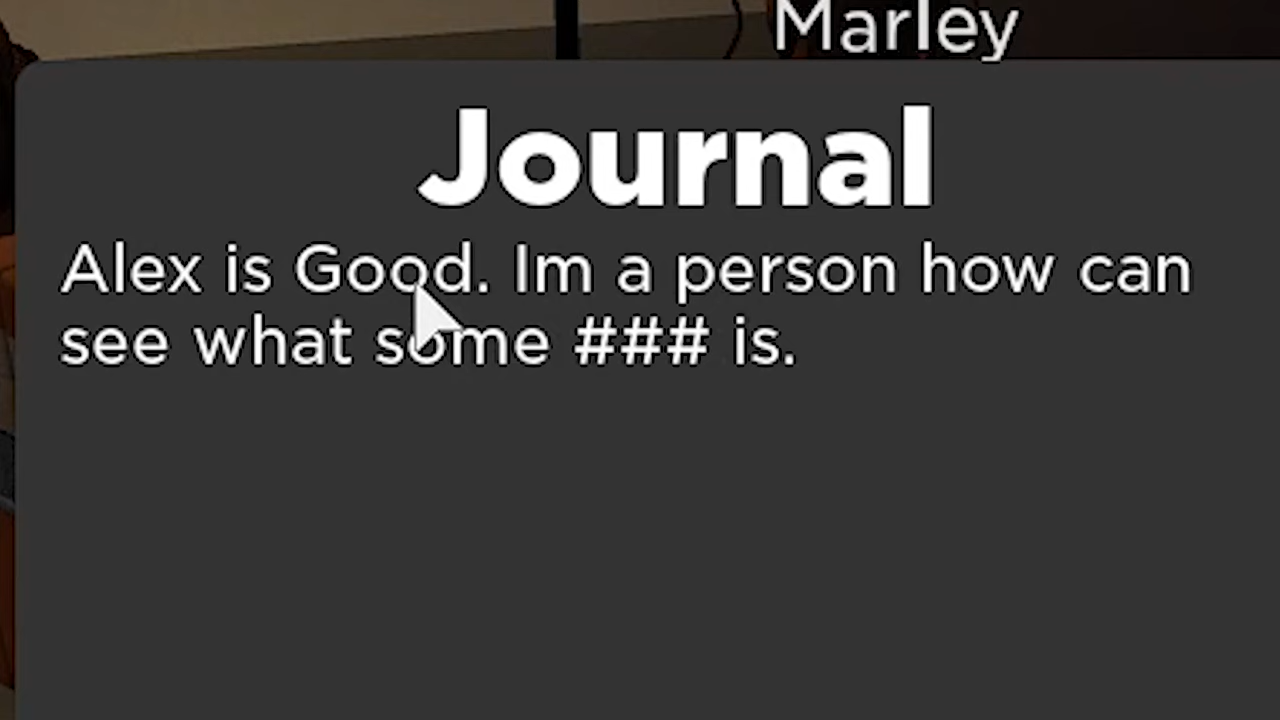 Marley
Journal
Alex is Good. Im a person how can
see what some ### is.